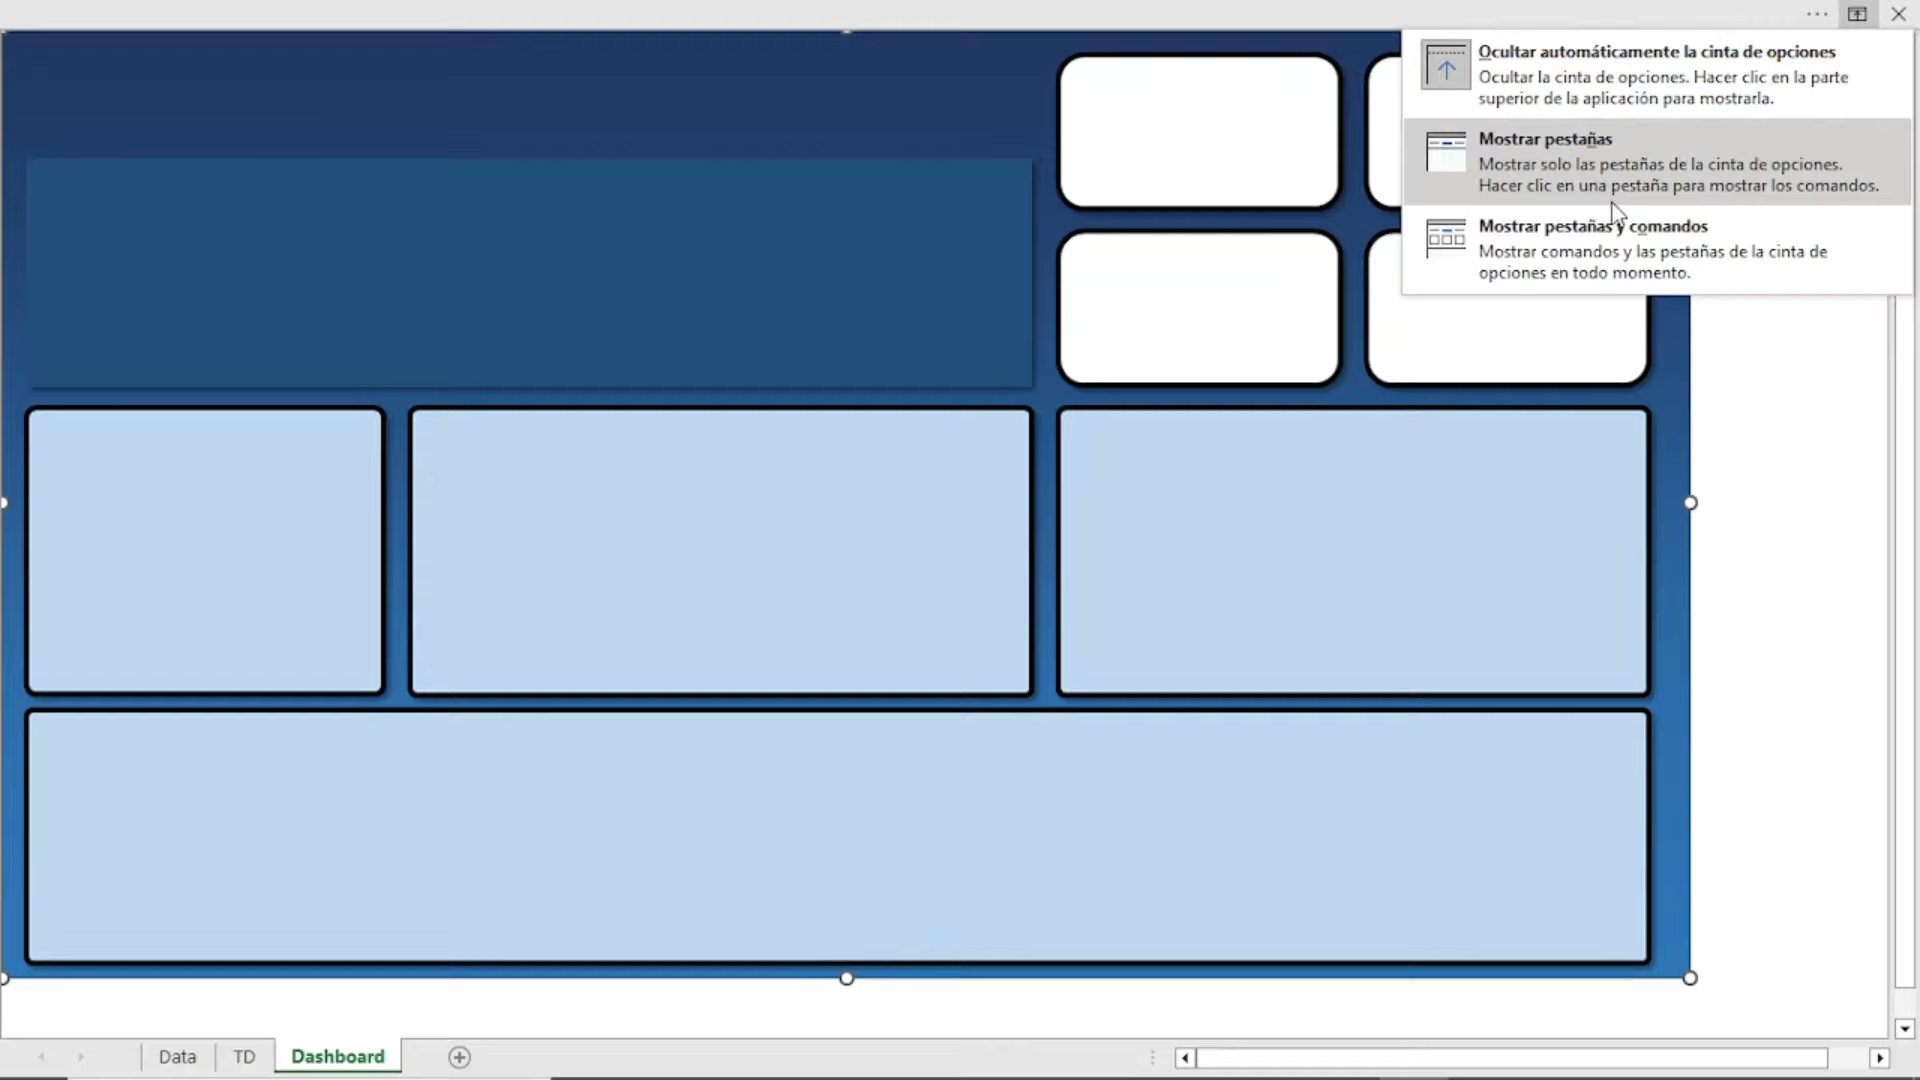 Ocultar automáticamente la cinta de opciones
Ocultar la cinta de opciones. Hacer clic en la parte
superior de la aplicación para mostrarla.
Mostrar pestañas
Mostrar solo las pestañas de la cinta de opciones.
Hacer clic en una pestaña para mostrar los comandos.
Mostrar pestañas y comandos
Mostrar comandos y las pestañas de la cinta de
opciones en todo momento.
Data
TD
Dashboard